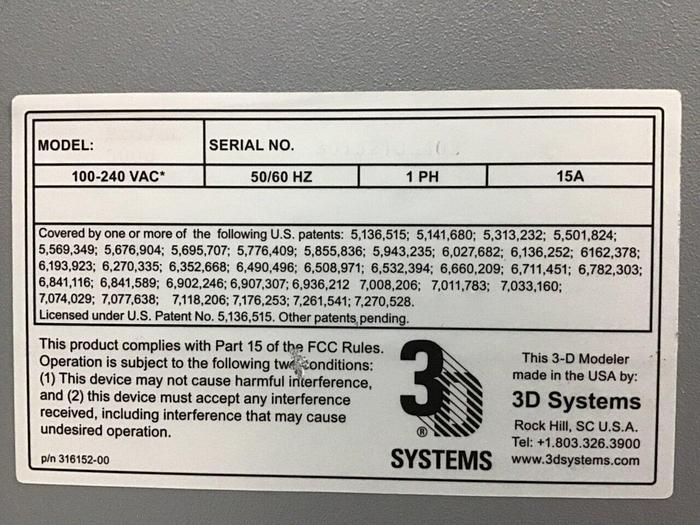 MODEL: SERIAL NO.
100-240 VAC* 50/60 HZ 1 PH 15A
Covered by one or more of the following U.S. patents: 5,136,515; 5,141,680; 5,313,232; 5,501,824;
5,569,349; 5,676,904; 5,695,707; 5,776,409; 5,855,836; 5,943,235; 6,027,682; 6,136,252; 6162,378;
6,193,923; 6,270,335; 6,352,668; 6,490,496; 6,508,971; 6,532,394; 6,660,209; 6,711,451; 6,782,303;
6,841,116; 6,841,589; 6,902,246; 6,907,307; 6,936,212 7,008,206; 7,011,783; 7,033,160;
7,074,029; 7,077,638; 7,118,206; 7,176,253; 7,261,541; 7,270,528.
Licensed under U.S. Patent No. 5,136,515. Other patents pending.
This product complies with Part 15 of the FCC Rules.
Operation is subject to the following two conditions:
(1) This device may not cause harmful interference,
and (2) this device must accept any interference
received, including interference that may cause
undesired operation.
p/n 316152-00
3D
®
SYSTEMS
This 3-D Modeler
made in the USA by:
3D Systems
Rock Hill, SC U.S.A.
Tel: +1.803.326.3900
www.3dsystems.com